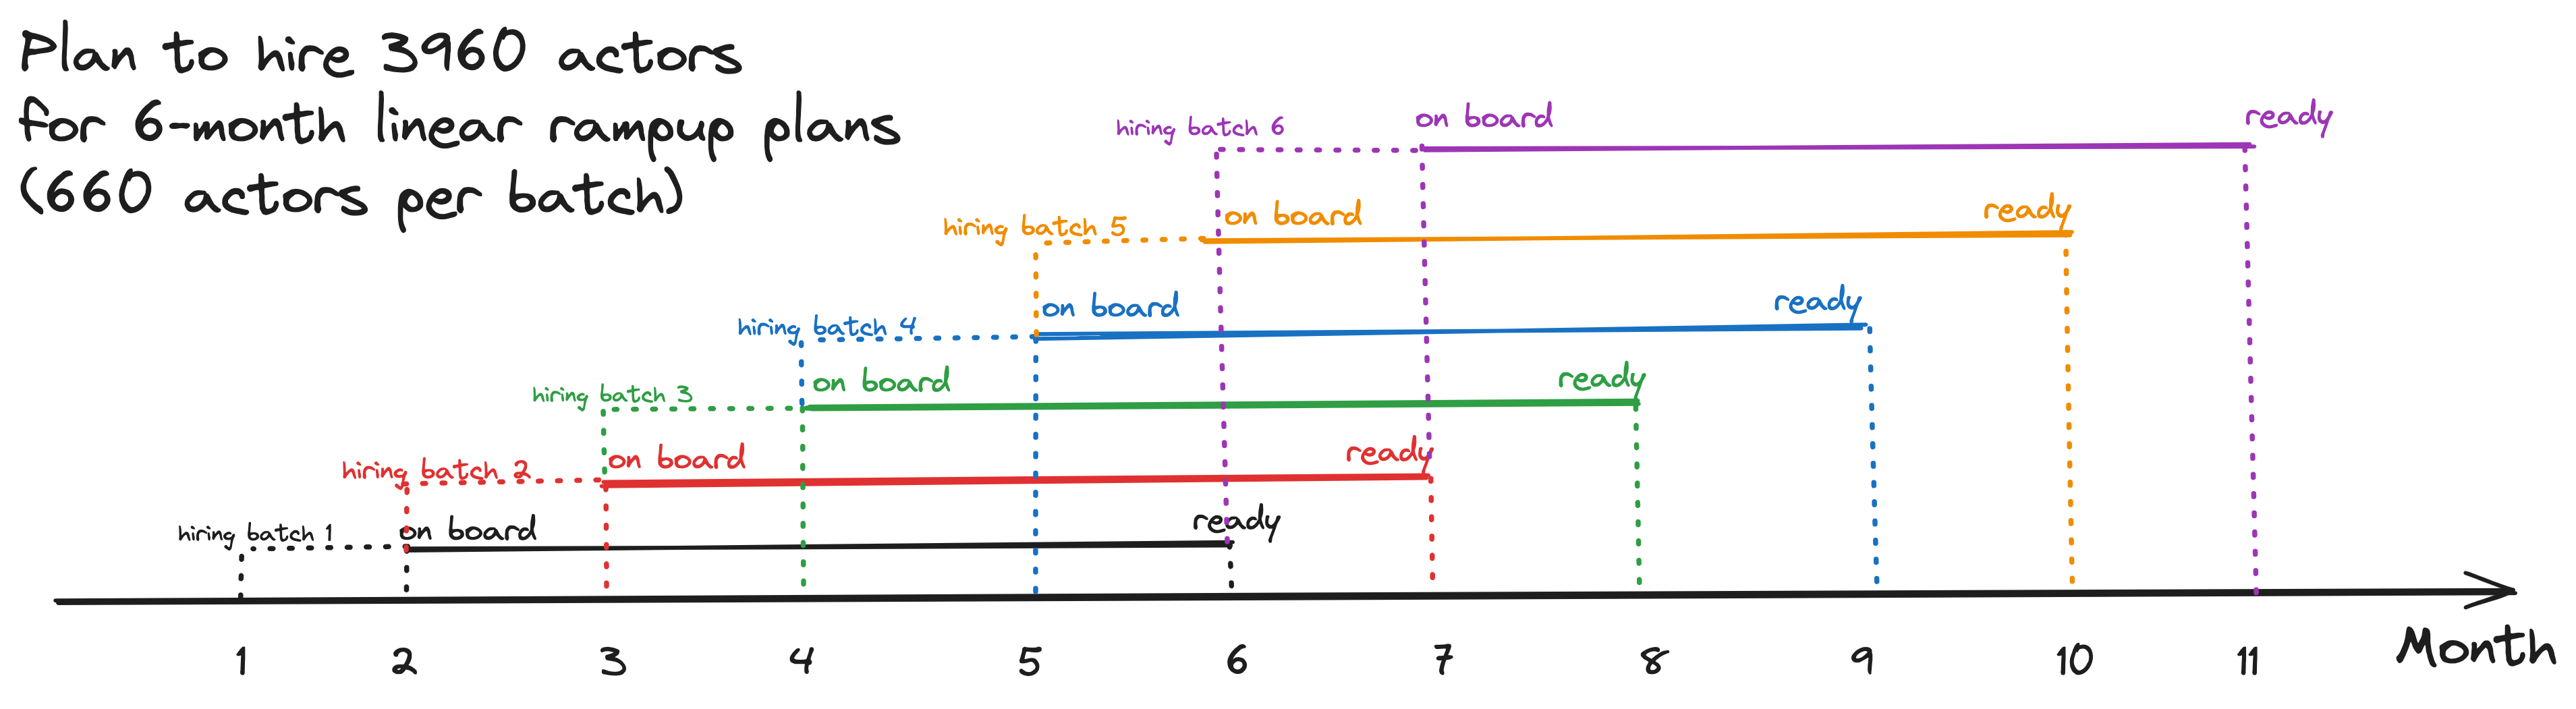 Plan to hire 3960 actors
for 6-month linear rampup plans
(660 actors per batch)
hiring batch 6
on board
ready
hiring batch 5
on board
ready
hiring batch 4
on board
ready
hiring batch 3
on board
ready
hiring batch 2
on board
ready
hiring batch 1
on board
ready
1 2 3 4 5 6 7 8 9 10 11 Month